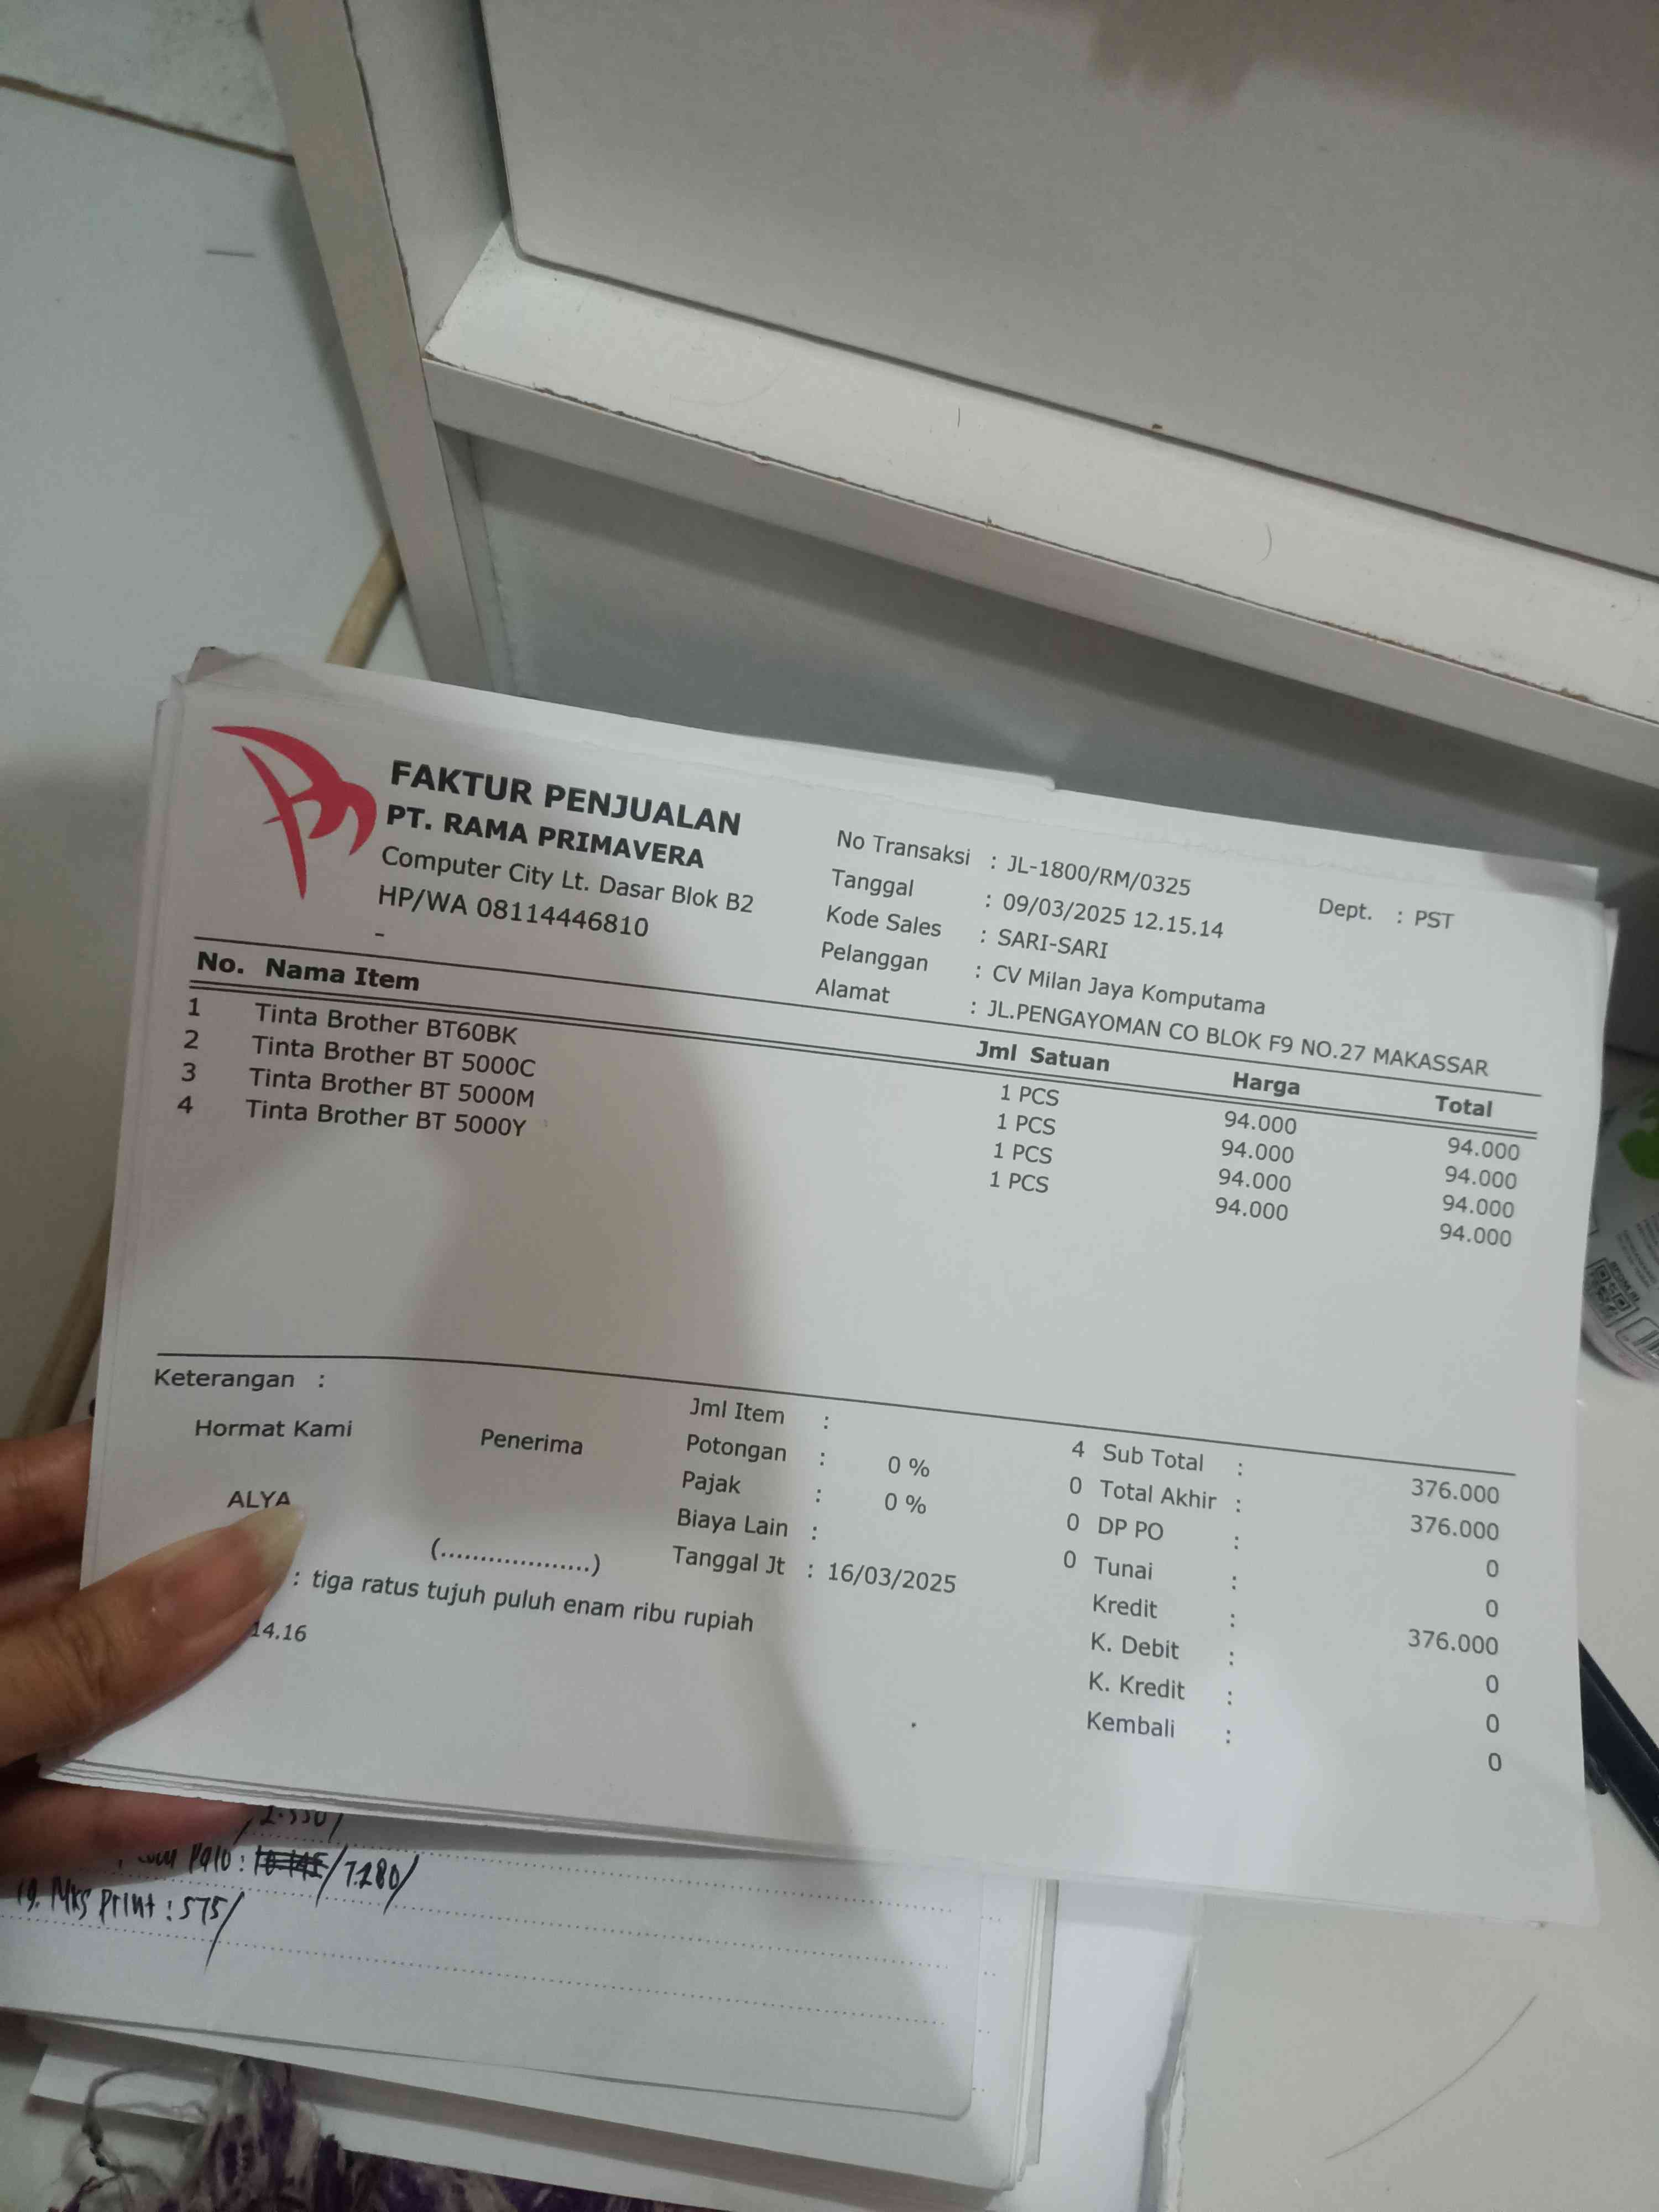 FAKTUR PENJUALAN
PT. RAMA PRIMAVERA
Computer City Lt. Dasar Blok B2
HP/WA 08114446810
-
No Transaksi : JL-1800/RM/0325
Dept. : PST
Tanggal : 09/03/2025 12.15.14
Kode Sales : SARI-SARI
Pelanggan : CV Milan Jaya Komputama
Alamat : JL.PENGAYOMAN CO BLOK F9 NO.27 MAKASSAR
No. Nama Item Jml Satuan Harga Total
1 Tinta Brother BT60BK 1 PCS 94.000 94.000
2 Tinta Brother BT 5000C 1 PCS 94.000 94.000
3 Tinta Brother BT 5000M 1 PCS 94.000 94.000
4 Tinta Brother BT 5000Y 1 PCS 94.000 94.000
Keterangan :
Hormat Kami
Penerima
ALYA
(...................)
Jml Item : 4
Potongan : 0 % 0
Pajak : 0 % 0
Biaya Lain : 0
Tanggal Jt : 16/03/2025
Sub Total : 376.000
Total Akhir : 376.000
DP PO : 0
Tunai : 0
Kredit : 376.000
K. Debit : 0
K. Kredit : 0
Kembali : 0
: tiga ratus tujuh puluh enam ribu rupiah
14.16
Palo : /7.280/
19. Mks Print : 575/